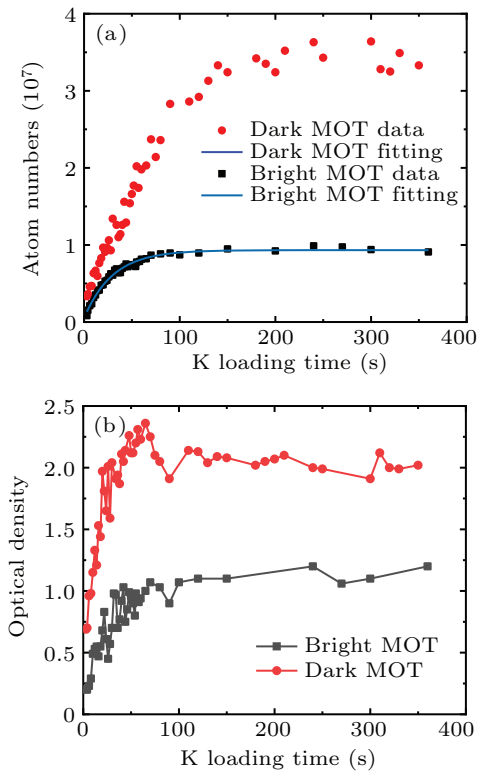 (a)
4
3
2
1
0
Atom numbers (10⁷)
Dark MOT data
Dark MOT fitting
Bright MOT data
Bright MOT fitting
0 100 200 300 400
K loading time (s)
(b)
2.5
2.0
1.5
1.0
0.5
0
Optical density
Bright MOT
Dark MOT
0 100 200 300 400
K loading time (s)